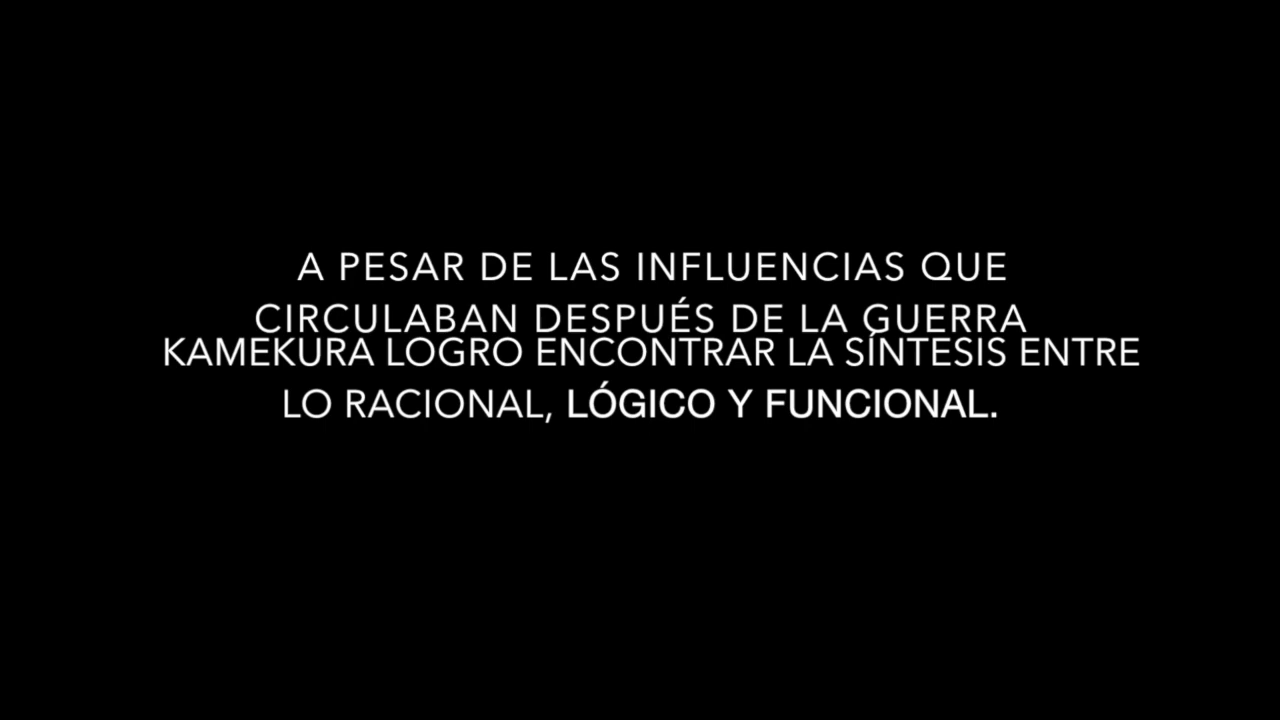 A PESAR DE LAS INFLUENCIAS QUE
CIRCULABAN DESPUÉS DE LA GUERRA
KAMEKURA LOGRO ENCONTRAR LA SÍNTESIS ENTRE
LO RACIONAL, LÓGICO Y FUNCIONAL.